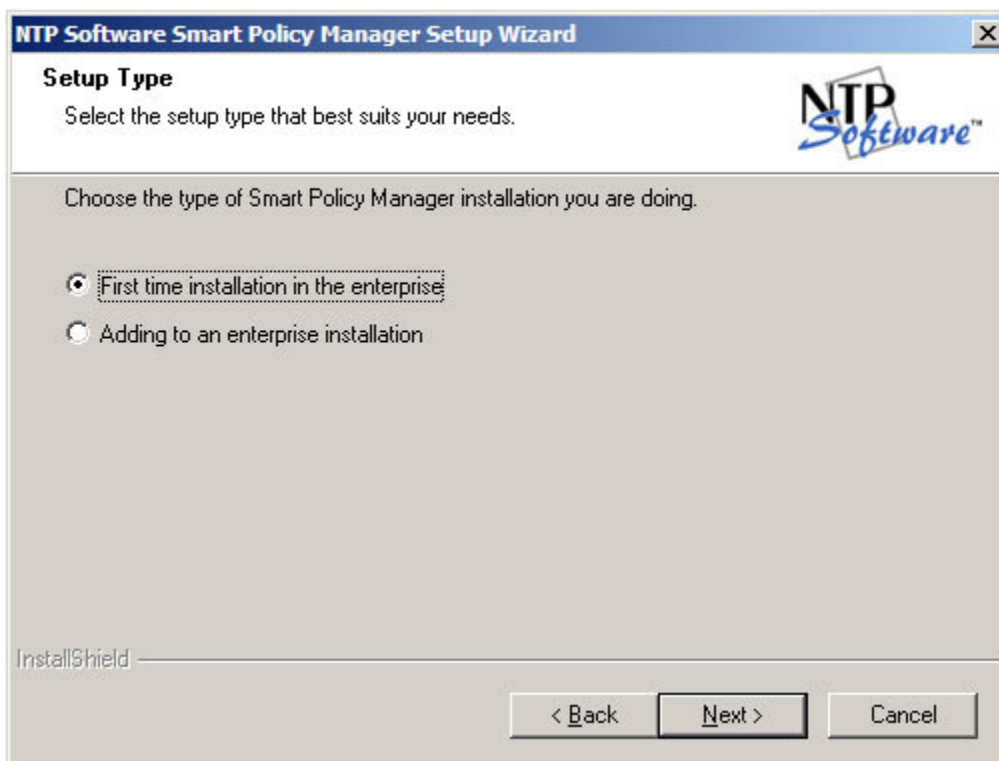 NTP Software Smart Policy Manager Setup Wizard
Setup Type
Select the setup type that best suits your needs.
NTP
Software™
Choose the type of Smart Policy Manager installation you are doing.
First time installation in the enterprise
Adding to an enterprise installation
InstallShield
< Back
Next >
Cancel